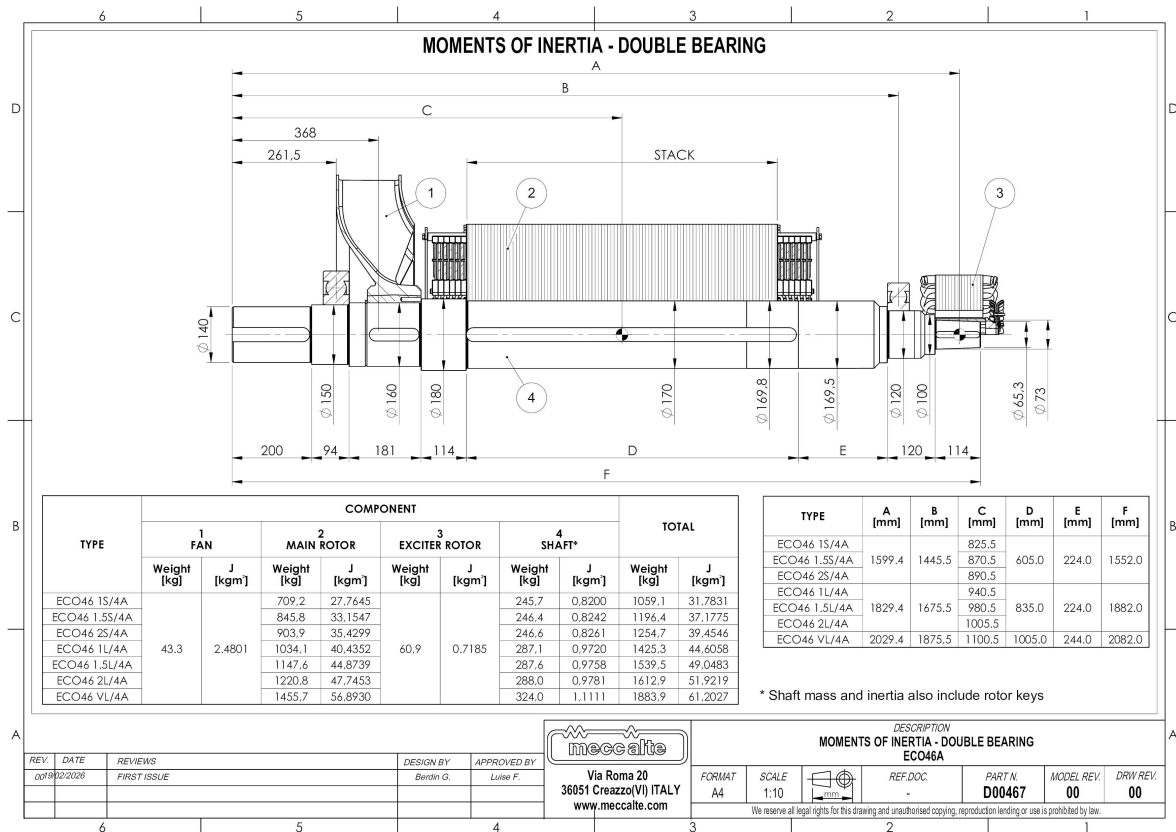 6 5 4 3 2 1
MOMENTS OF INERTIA - DOUBLE BEARING
A
B
D D
C
368
261,5 STACK
1 2 3
C C
Ø 140
Ø 150
Ø 160
Ø 180
4
Ø 170
Ø 169,8
Ø 169,5
Ø 120
Ø 100
Ø 65,3
Ø 73
200 94 181 114 D E 120 114
F
B B
TYPE COMPONENT TOTAL
1 FAN 2 MAIN ROTOR 3 EXCITER ROTOR 4 SHAFT*
Weight [kg] J [kgm²] Weight [kg] J [kgm²] Weight [kg] J [kgm²] Weight [kg] J [kgm²] Weight [kg] J [kgm²]
ECO46 1S/4A 709,2 27,7645 245,7 0,8200 1059,1 31,7831
ECO46 1.5S/4A 845,8 33,1547 246,4 0,8242 1196,4 37,1775
ECO46 2S/4A 903,9 35,4299 246,6 0,8261 1254,7 39,4546
ECO46 1L/4A 43.3 2.4801 1034,1 40,4352 60.9 0.7185 287,1 0,9720 1425,3 44,6058
ECO46 1.5L/4A 1147,6 44,8739 287,6 0,9758 1539,5 49,0483
ECO46 2L/4A 1220,8 47,7453 288,0 0,9781 1612,9 51,9219
ECO46 VL/4A 1455,7 56,8930 324,0 1,1111 1883,9 61,2027
TYPE A [mm] B [mm] C [mm] D [mm] E [mm] F [mm]
ECO46 1S/4A 825.5
ECO46 1.5S/4A 1599.4 1445.5 870.5 605.0 224.0 1552.0
ECO46 2S/4A 890.5
ECO46 1L/4A 940.5
ECO46 1.5L/4A 1829.4 1675.5 980.5 835.0 224.0 1882.0
ECO46 2L/4A 1005.5
ECO46 VL/4A 2029.4 1875.5 1100.5 1005.0 244.0 2082.0
* Shaft mass and inertia also include rotor keys
A A
REV. DATE REVIEWS DESIGN BY APPROVED BY
00 19/02/2026 FIRST ISSUE Berdin G. Luise F.
mecc alte
Via Roma 20
36051 Creazzo(VI) ITALY
www.meccalte.com
DESCRIPTION
MOMENTS OF INERTIA - DOUBLE BEARING
ECO46A
FORMAT SCALE REF.DOC. PART N. MODEL REV. DRW REV.
A4 1:10 mm - D00467 00 00
We reserve all legal rights for this drawing and unauthorised copying, reproduction lending or use is prohibited by law.
6 5 4 3 2 1